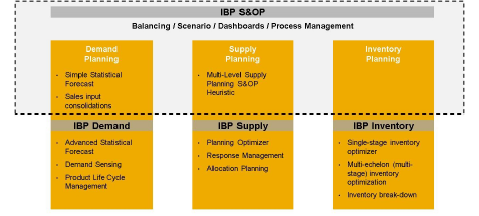 IBP S&OP
Balancing / Scenario / Dashboards / Process Management
Demand
Planning
- Simple Statistical
Forecast
- Sales input
consolidations
Supply
Planning
- Multi-Level Supply
Planning S&OP
Heuristic
Inventory
Planning
IBP Demand
- Advanced Statistical
Forecast
- Demand Sensing
- Product Life Cycle
Management
IBP Supply
- Planning Optimizer
- Response Management
- Allocation Planning
IBP Inventory
- Single-stage inventory
optimizer
- Multi-echelon (multi-
stage) inventory
optimization
- Inventory break-down